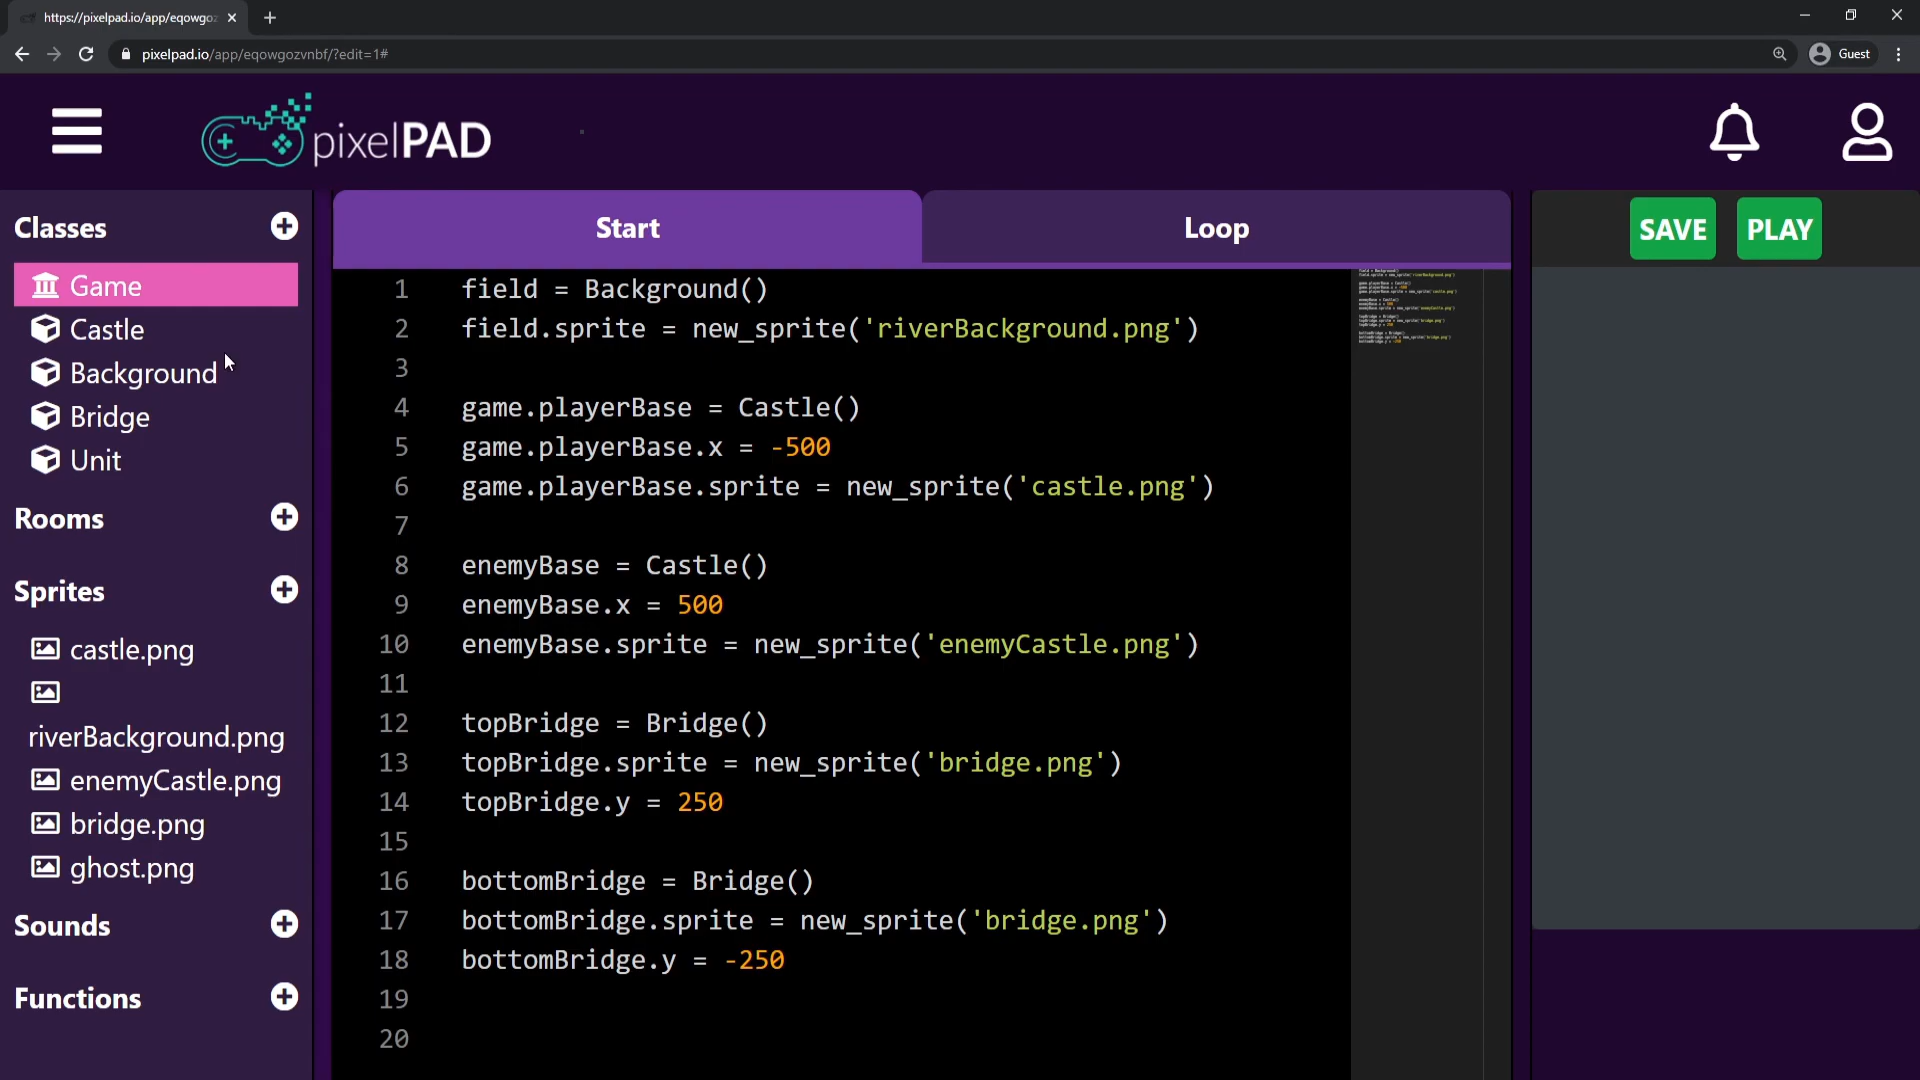 https://pixelpad.io/app/eqowgoz
pixelpad.io/app/eqowgozvnbf/?edit=1#
Guest
pixelPAD
Classes
Game
Castle
Background
Bridge
Unit
Rooms
Sprites
castle.png
riverBackground.png
enemyCastle.png
bridge.png
ghost.png
Sounds
Functions
Start
Loop
SAVE
PLAY
1 field = Background()
2 field.sprite = new_sprite('riverBackground.png')
3
4 game.playerBase = Castle()
5 game.playerBase.x = -500
6 game.playerBase.sprite = new_sprite('castle.png')
7
8 enemyBase = Castle()
9 enemyBase.x = 500
10 enemyBase.sprite = new_sprite('enemyCastle.png')
11
12 topBridge = Bridge()
13 topBridge.sprite = new_sprite('bridge.png')
14 topBridge.y = 250
15
16 bottomBridge = Bridge()
17 bottomBridge.sprite = new_sprite('bridge.png')
18 bottomBridge.y = -250
19
20